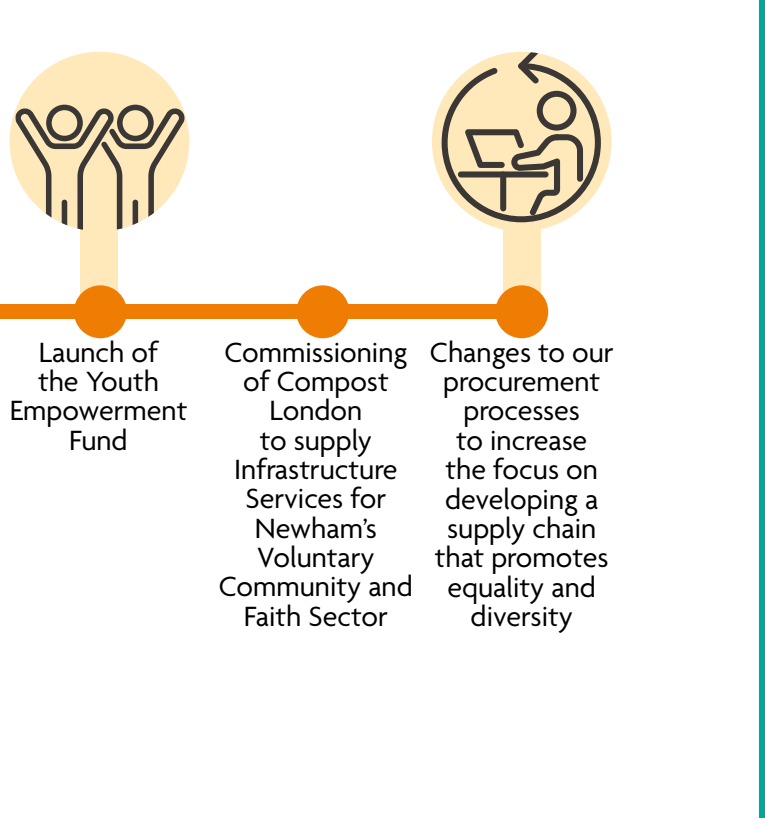 Launch of
the Youth
Empowerment
Fund
Commissioning
of Compost
London
to supply
Infrastructure
Services for
Newham’s
Voluntary
Community and
Faith Sector
Changes to our
procurement
processes
to increase
the focus on
developing a
supply chain
that promotes
equality and
diversity